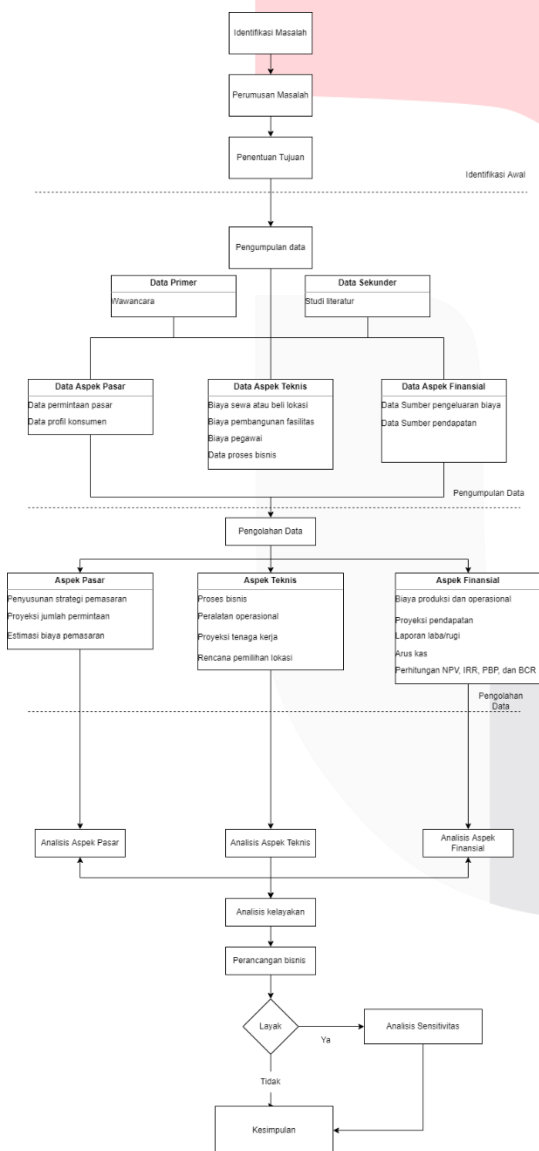 Identifikasi Masalah
Perumusan Masalah
Penentuan Tujuan
Identifikasi Awal
Pengumpulan data
Data Primer
Wawancara
Data Sekunder
Studi literatur
Data Aspek Pasar
Data permintaan pasar
Data profil konsumen
Data Aspek Teknis
Biaya sewa atau beli lokasi
Biaya pembangunan fasilitas
Biaya pegawai
Data proses bisnis
Data Aspek Finansial
Data Sumber pengeluaran biaya
Data Sumber pendapatan
Pengumpulan Data
Pengolahan Data
Aspek Pasar
Penyusunan strategi pemasaran
Proyeksi jumlah permintaan
Estimasi biaya pemasaran
Aspek Teknis
Proses bisnis
Peralatan operasional
Proyeksi tenaga kerja
Rencana pemilihan lokasi
Aspek Finansial
Biaya produksi dan operasional
Proyeksi pendapatan
Laporan laba/rugi
Arus kas
Perhitungan NPV, IRR, PBP, dan BCR
Pengolahan
Data
Analisis Aspek Pasar
Analisis Aspek Teknis
Analisis Aspek
Finansial
Analisis kelayakan
Perancangan bisnis
Layak
Ya
Analisis Sensitivitas
Tidak
Kesimpulan